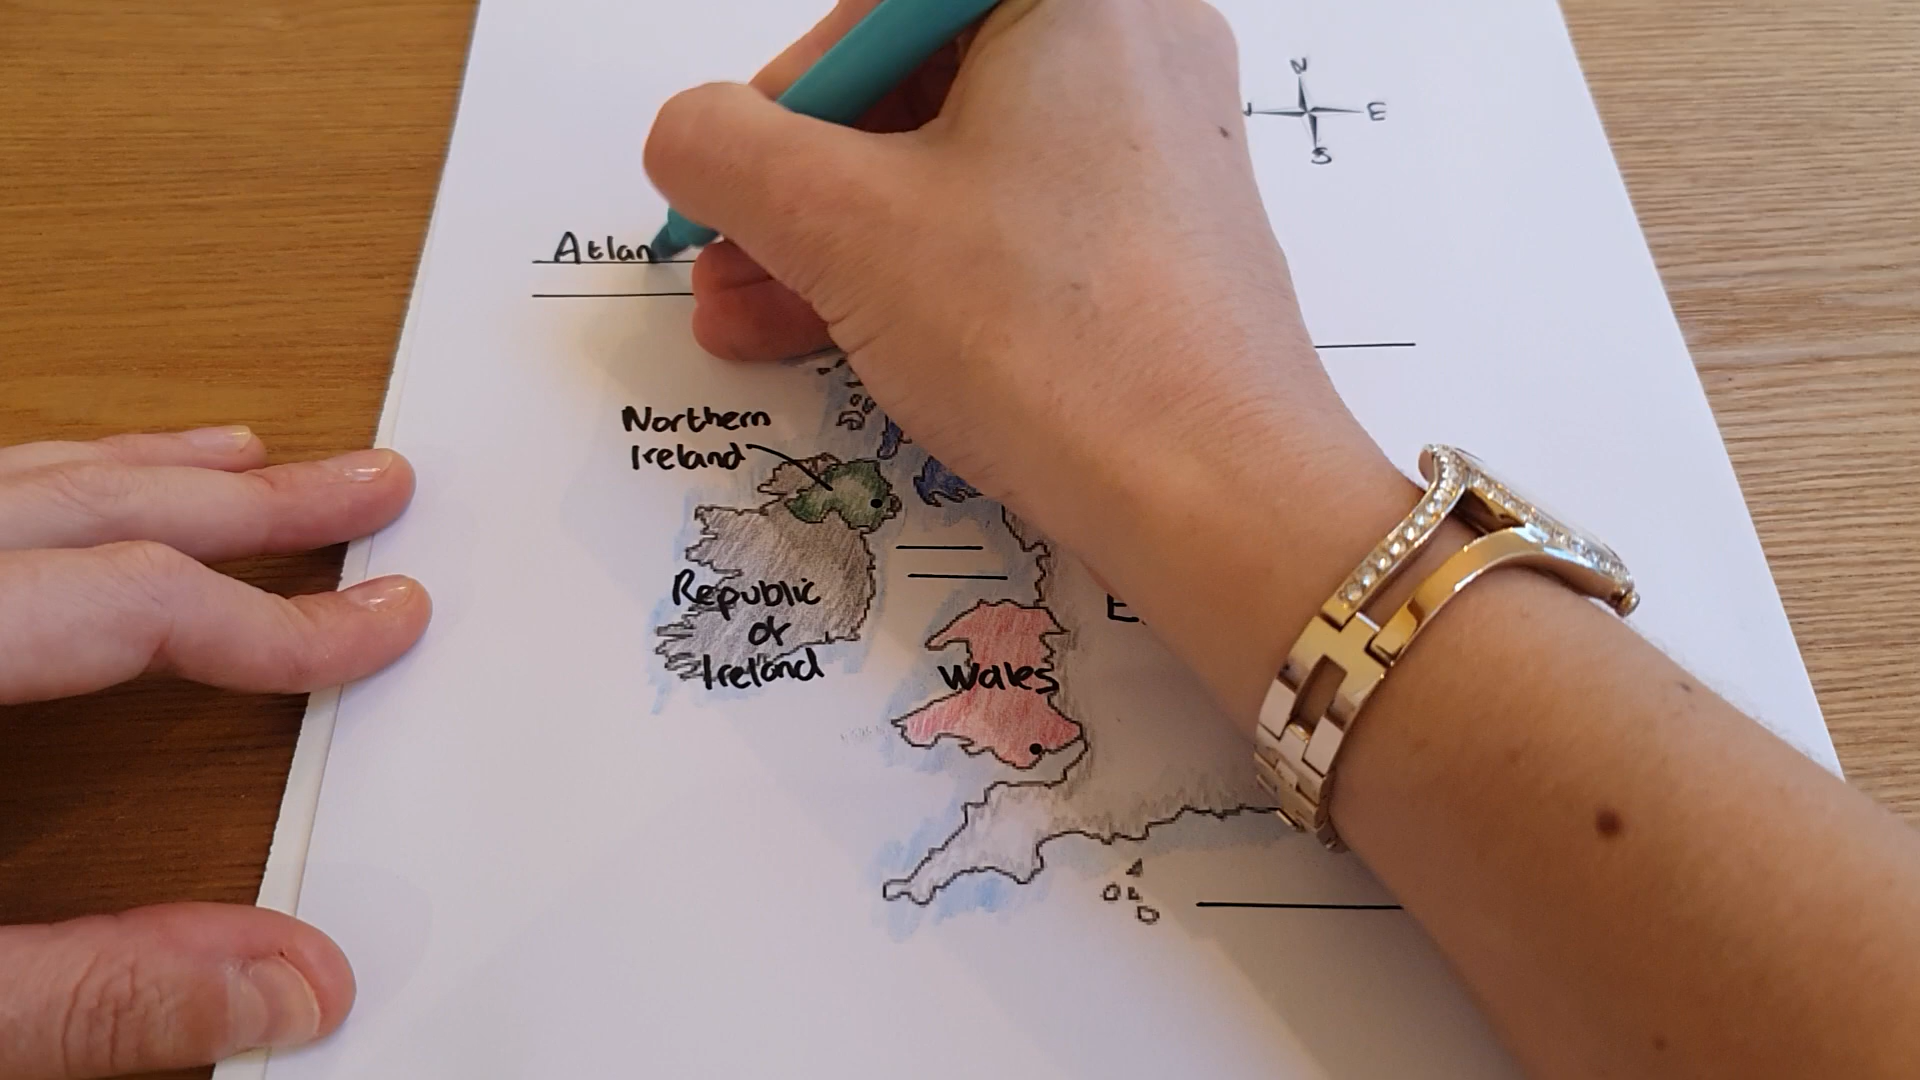 N
E
S
Atlan
Northern
Ireland
Republic
of
Ireland
Wales
E